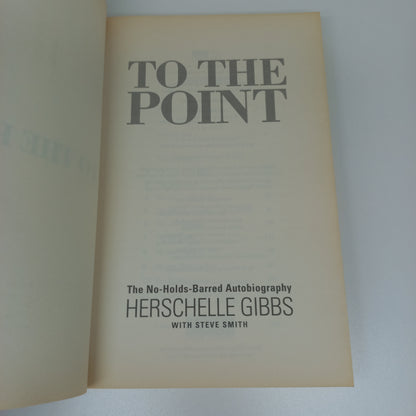 TO THE
POINT
The No-Holds-Barred Autobiography
HERSCHELLE GIBBS
WITH STEVE SMITH